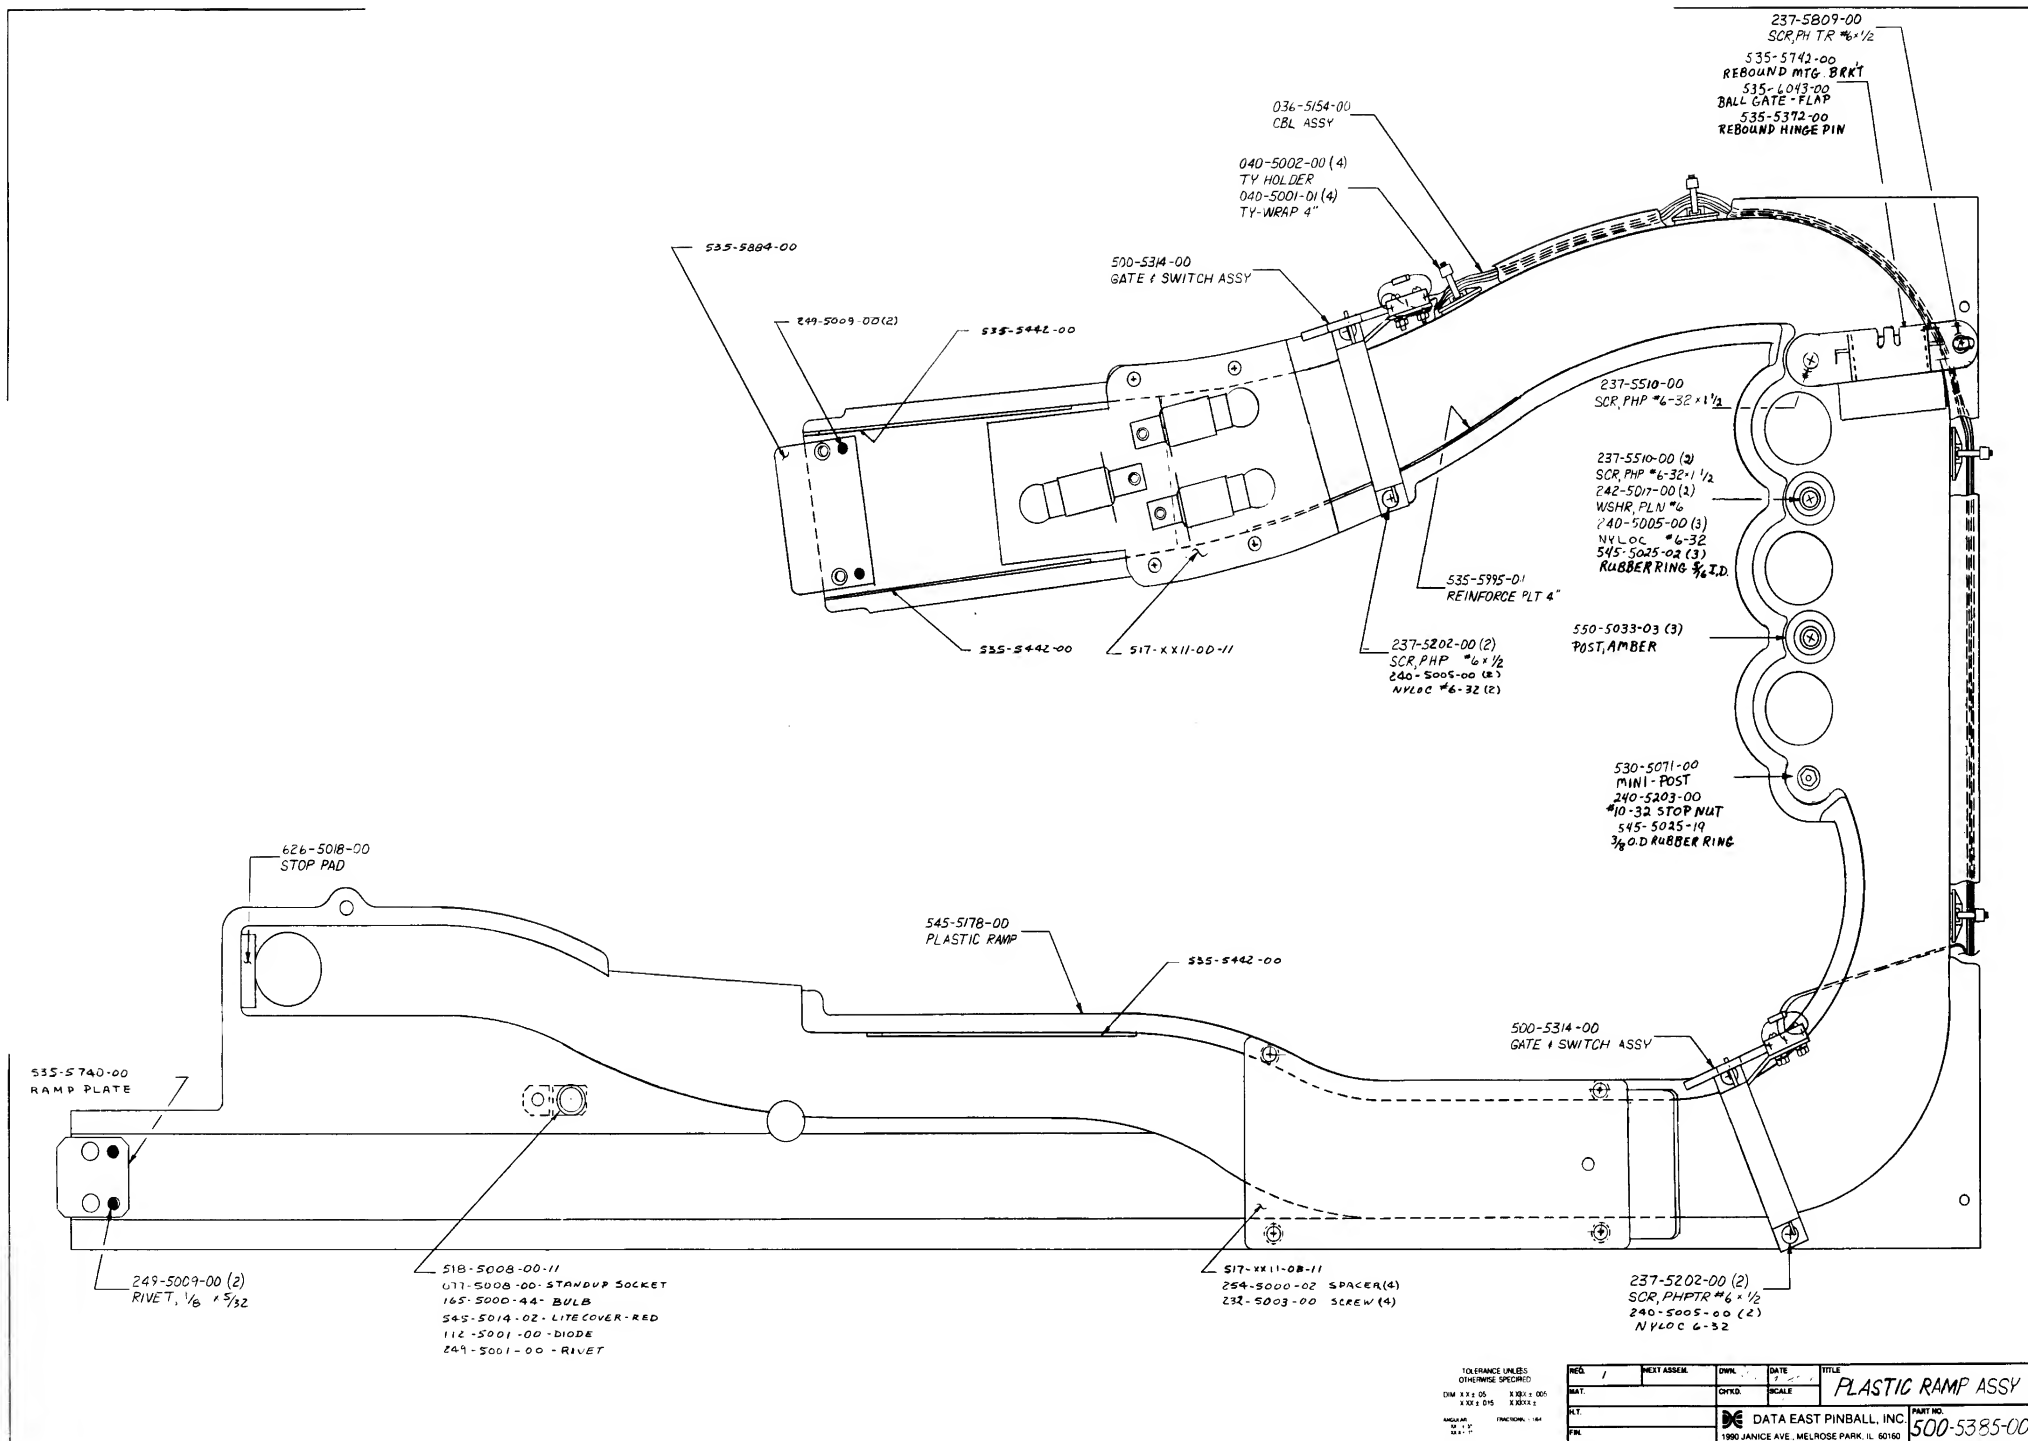 237-5809-00
SCR,PH TR #6×1/2
535-5742-00
REBOUND MTG. BRK'T
535-6043-00
BALL GATE-FLAP
535-5372-00
REBOUND HINGE PIN
036-5154-00
CBL ASSY
040-5002-00 (4)
TY HOLDER
040-5001-01 (4)
TY-WRAP 4"
500-5314-00
GATE & SWITCH ASSY
535-5884-00
249-5009-00(2)
535-5442-00
237-5510-00
SCR, PHP #6-32×1 1/2
237-5510-00 (2)
SCR, PHP #6-32×1 1/2
242-5017-00 (2)
WSHR, PLN #6
240-5005-00 (3)
NYLOC #6-32
545-5025-02 (3)
RUBBER RING 5/16 I.D.
535-5995-01
REINFORCE PLT 4"
550-5033-03 (3)
POST, AMBER
535-5442-00
517-XX11-0D-11
237-5202-00 (2)
SCR, PHP #6×1/2
240-5005-00 (2)
NYLOC #6-32 (2)
530-5071-00
MINI-POST
240-5203-00
#10-32 STOP NUT
545-5025-19
3/8 O.D RUBBER RING
626-5018-00
STOP PAD
545-5178-00
PLASTIC RAMP
535-5442-00
500-5314-00
GATE & SWITCH ASSY
535-5740-00
RAMP PLATE
249-5009-00 (2)
RIVET, 1/8 × 5/32
518-5008-00-11
077-5008-00-STANDUP SOCKET
165-5000-44- BULB
545-5014-02-LITE COVER-RED
112-5001-00-DIODE
249-5001-00-RIVET
517-XX11-0B-11
254-5000-02 SPACER(4)
232-5003-00 SCREW (4)
237-5202-00 (2)
SCR, PHPTR #6×1/2
240-5005-00 (2)
NYLOC 6-32
TOLERANCE UNLESS
OTHERWISE SPECIFIED
REQ. 1
NEXT ASSEM.
DWN.
DATE
TITLE
PLASTIC RAMP ASSY
MAT.
CH'KD.
SCALE
H.T.
FIN.
DATA EAST PINBALL, INC.
1990 JANICE AVE., MELROSE PARK, IL 60160
PART NO.
500-5385-00